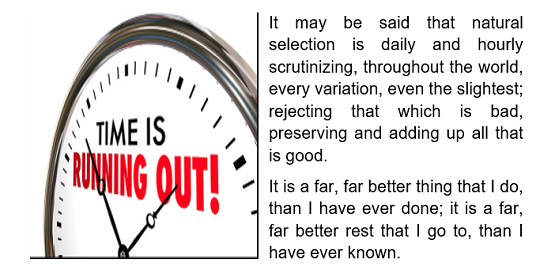 TIME IS
RUNNING OUT!
It may be said that natural
selection is daily and hourly
scrutinizing, throughout the world,
every variation, even the slightest;
rejecting that which is bad,
preserving and adding up all that
is good.
It is a far, far better thing that I do,
than I have ever done; it is a far,
far better rest that I go to, than I
have ever known.